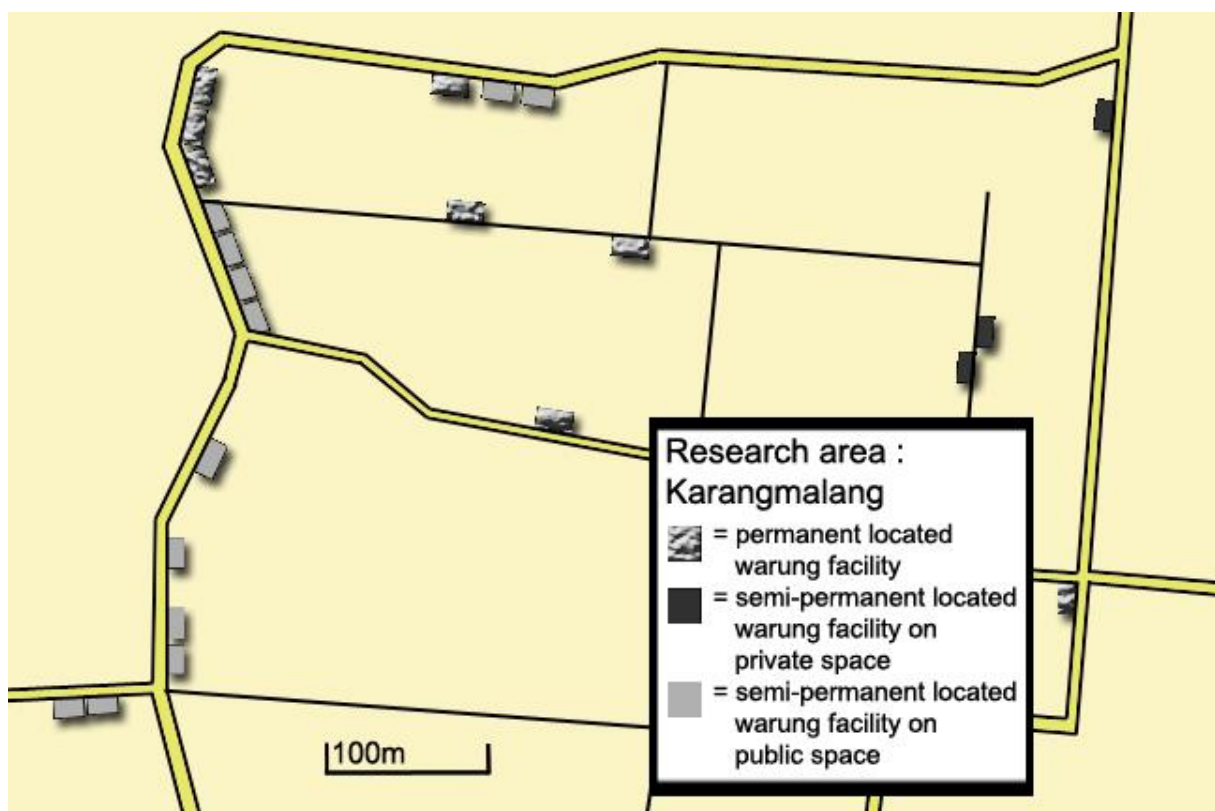 Research area :
Karangmalang
= permanent located
warung facility
= semi-permanent located
warung facility on
private space
= semi-permanent located
warung facility on
public space
100m